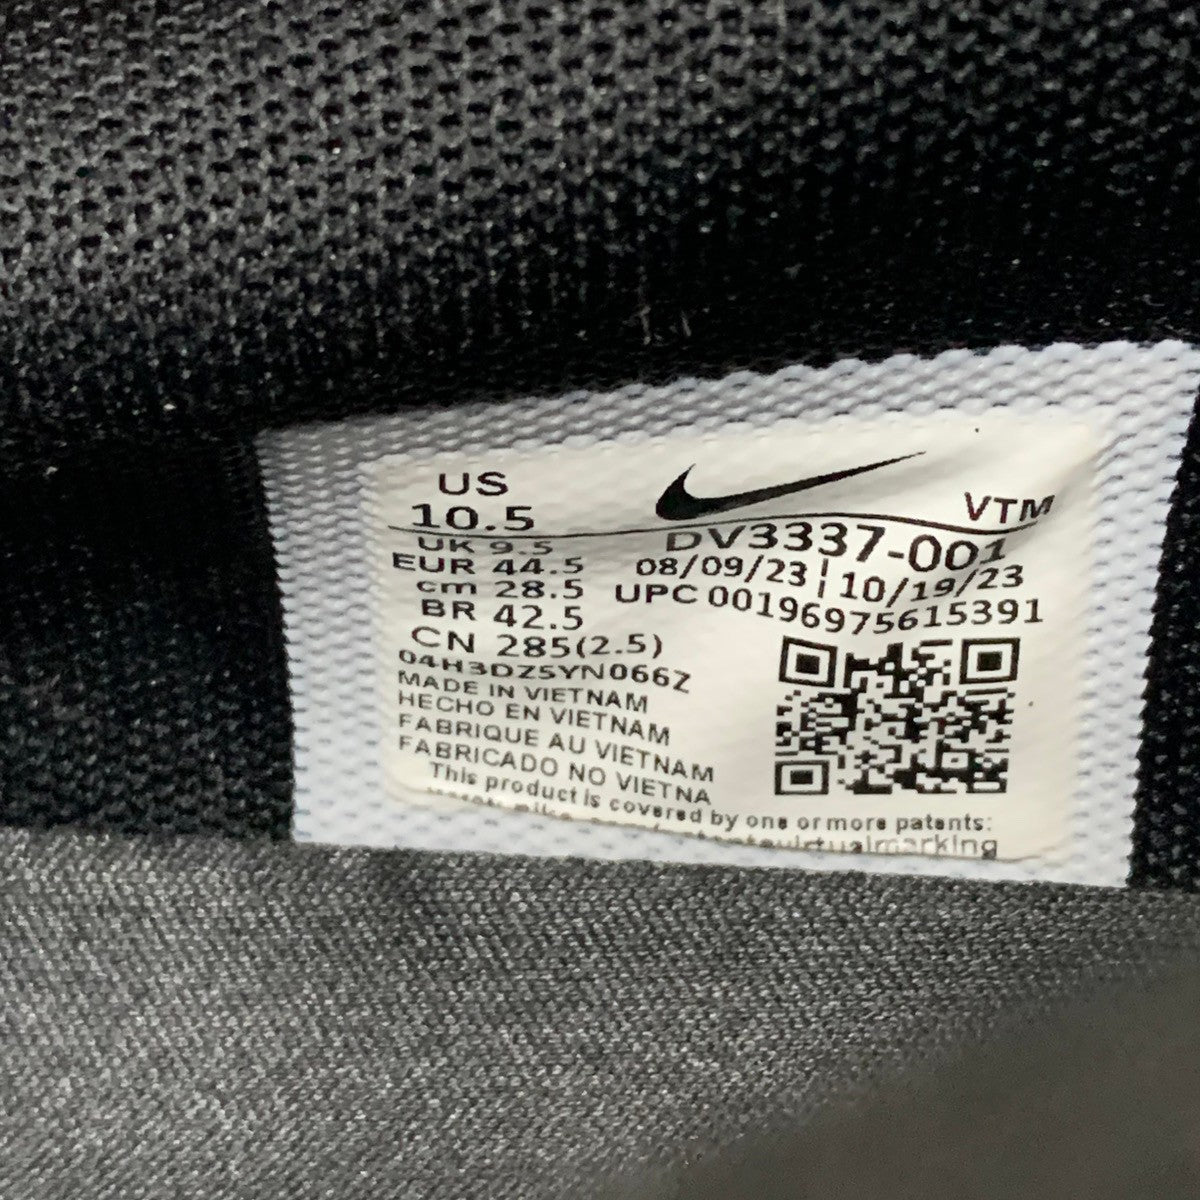 US
10.5
VTM
UK 9.5
DV3337-001
EUR 44.5
08/09/23 | 10/19/23
cm 28.5
UPC 00196975615391
BR 42.5
CN 285(2.5)
04H3DZ5YN066Z
MADE IN VIETNAM
HECHO EN VIETNAM
FABRIQUE AU VIETNAM
FABRICADO NO VIETNA
This product is covered by one or more patents:
virtualmarking